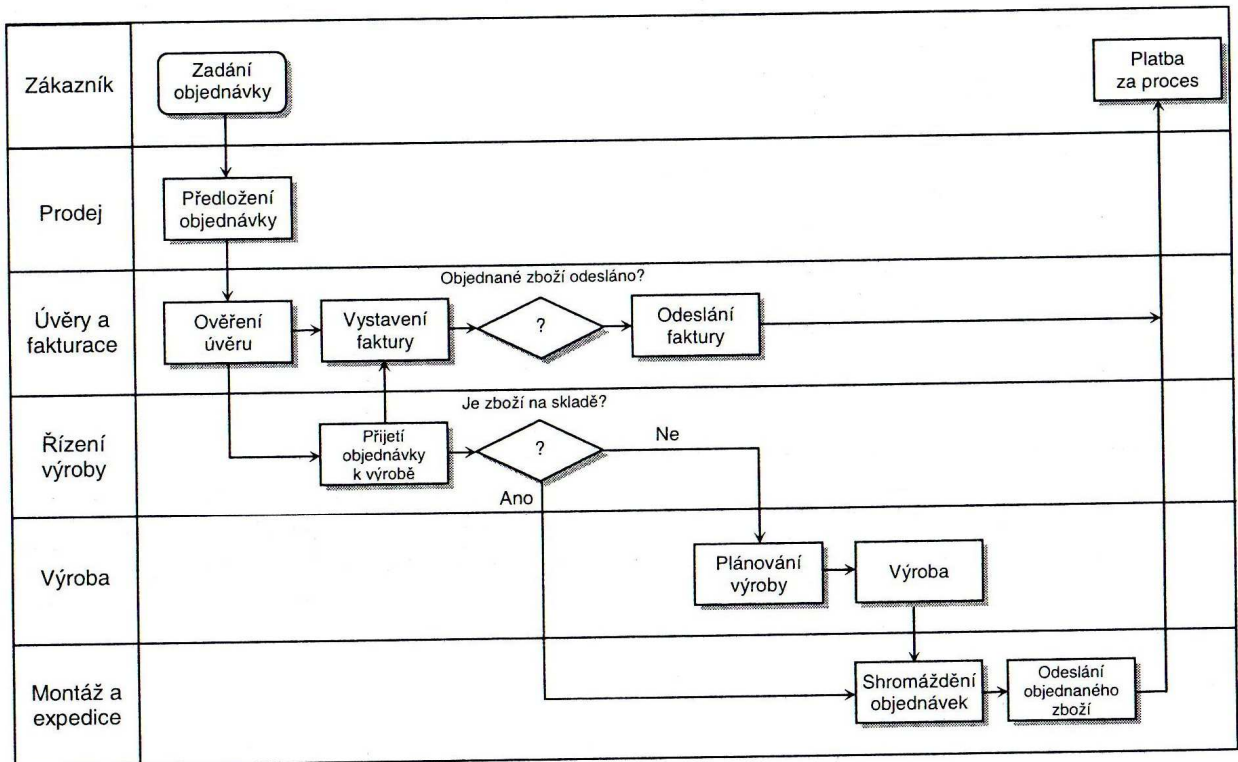 Zákazník
Zadání
objednávky
Platba
za proces
Prodej
Předložení
objednávky
Úvěry a
fakturace
Ověření
úvěru
Vystavení
faktury
Objednané zboží odesláno?
?
Odeslání
faktury
Řízení
výroby
Přijetí
objednávky
k výrobě
Je zboží na skladě?
?
Ne
Ano
Výroba
Plánování
výroby
Výroba
Montáž a
expedice
Shromáždění
objednávek
Odeslání
objednaného
zboží